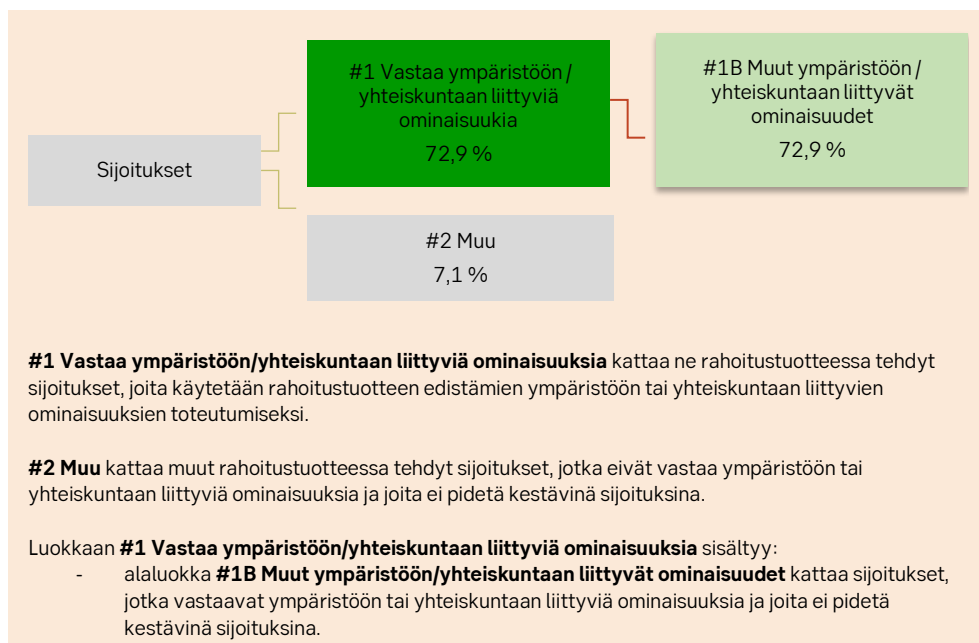 #1 Vastaa ympäristöön /
yhteiskuntaan liittyviä
ominaisuukia
72,9 %
#1B Muut ympäristöön /
yhteiskuntaan liittyvät
ominaisuudet
72,9 %
Sijoitukset
#2 Muu
7,1 %
#1 Vastaa ympäristöön/yhteiskuntaan liittyviä ominaisuuksia kattaa ne rahoitustuotteessa tehdyt
sijoitukset, joita käytetään rahoitustuotteen edistämien ympäristöön tai yhteiskuntaan liittyvien
ominaisuuksien toteutumiseksi.
#2 Muu kattaa muut rahoitustuotteessa tehdyt sijoitukset, jotka eivät vastaa ympäristöön tai
yhteiskuntaan liittyviä ominaisuuksia ja joita ei pidetä kestävinä sijoituksina.
Luokkaan #1 Vastaa ympäristöön/yhteiskuntaan liittyviä ominaisuuksia sisältyy:
- alaluokka #1B Muut ympäristöön/yhteiskuntaan liittyvät ominaisuudet kattaa sijoitukset,
jotka vastaavat ympäristöön tai yhteiskuntaan liittyviä ominaisuuksia ja joita ei pidetä
kestävinä sijoituksina.